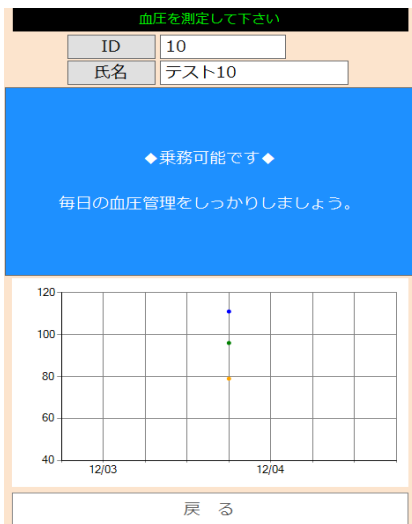 血圧を測定して下さい
ID 10
氏名 テスト10
◆乗務可能です◆
毎日の血圧管理をしっかりしましょう。
120
100
80
60
40
12/03 12/04
戻 る